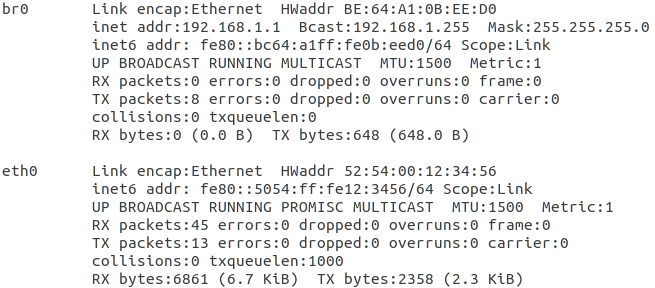 br0 Link encap:Ethernet HWaddr BE:64:A1:0B:EE:D0
inet addr:192.168.1.1 Bcast:192.168.1.255 Mask:255.255.255.0
inet6 addr: fe80::bc64:a1ff:fe0b:eed0/64 Scope:Link
UP BROADCAST RUNNING MULTICAST MTU:1500 Metric:1
RX packets:0 errors:0 dropped:0 overruns:0 frame:0
TX packets:8 errors:0 dropped:0 overruns:0 carrier:0
collisions:0 txqueuelen:0
RX bytes:0 (0.0 B) TX bytes:648 (648.0 B)
eth0 Link encap:Ethernet HWaddr 52:54:00:12:34:56
inet6 addr: fe80::5054:ff:fe12:3456/64 Scope:Link
UP BROADCAST RUNNING PROMISC MULTICAST MTU:1500 Metric:1
RX packets:45 errors:0 dropped:0 overruns:0 frame:0
TX packets:13 errors:0 dropped:0 overruns:0 carrier:0
collisions:0 txqueuelen:1000
RX bytes:6861 (6.7 KiB) TX bytes:2358 (2.3 KiB)